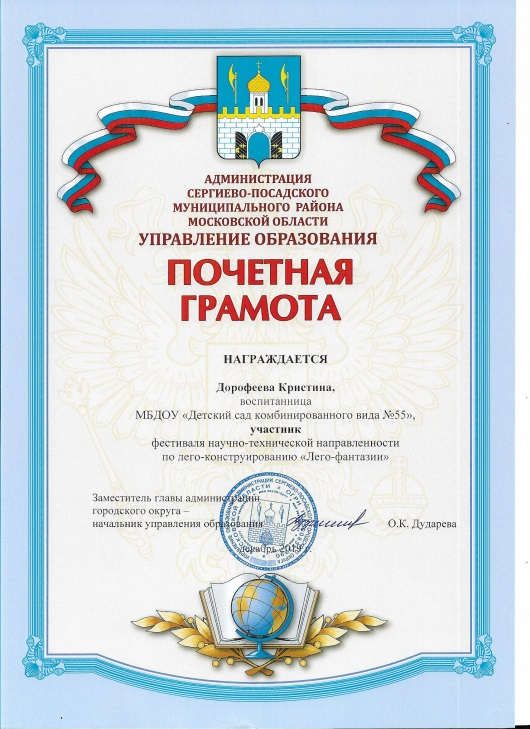 АДМИНИСТРАЦИЯ
СЕРГИЕВО-ПОСАДСКОГО
МУНИЦИПАЛЬНОГО РАЙОНА
МОСКОВСКОЙ ОБЛАСТИ
УПРАВЛЕНИЕ ОБРАЗОВАНИЯ
ПОЧЕТНАЯ
ГРАМОТА
НАГРАЖДАЕТСЯ
Дорофеева Кристина,
воспитанница
МБДОУ «Детский сад комбинированного вида №55»,
участник
фестиваля научно-технической направленности
по лего-конструированию «Лего-фантазии»
Заместитель главы администрации
городского округа –
начальник управления образования О.К. Дударева
декабрь 2019 г.